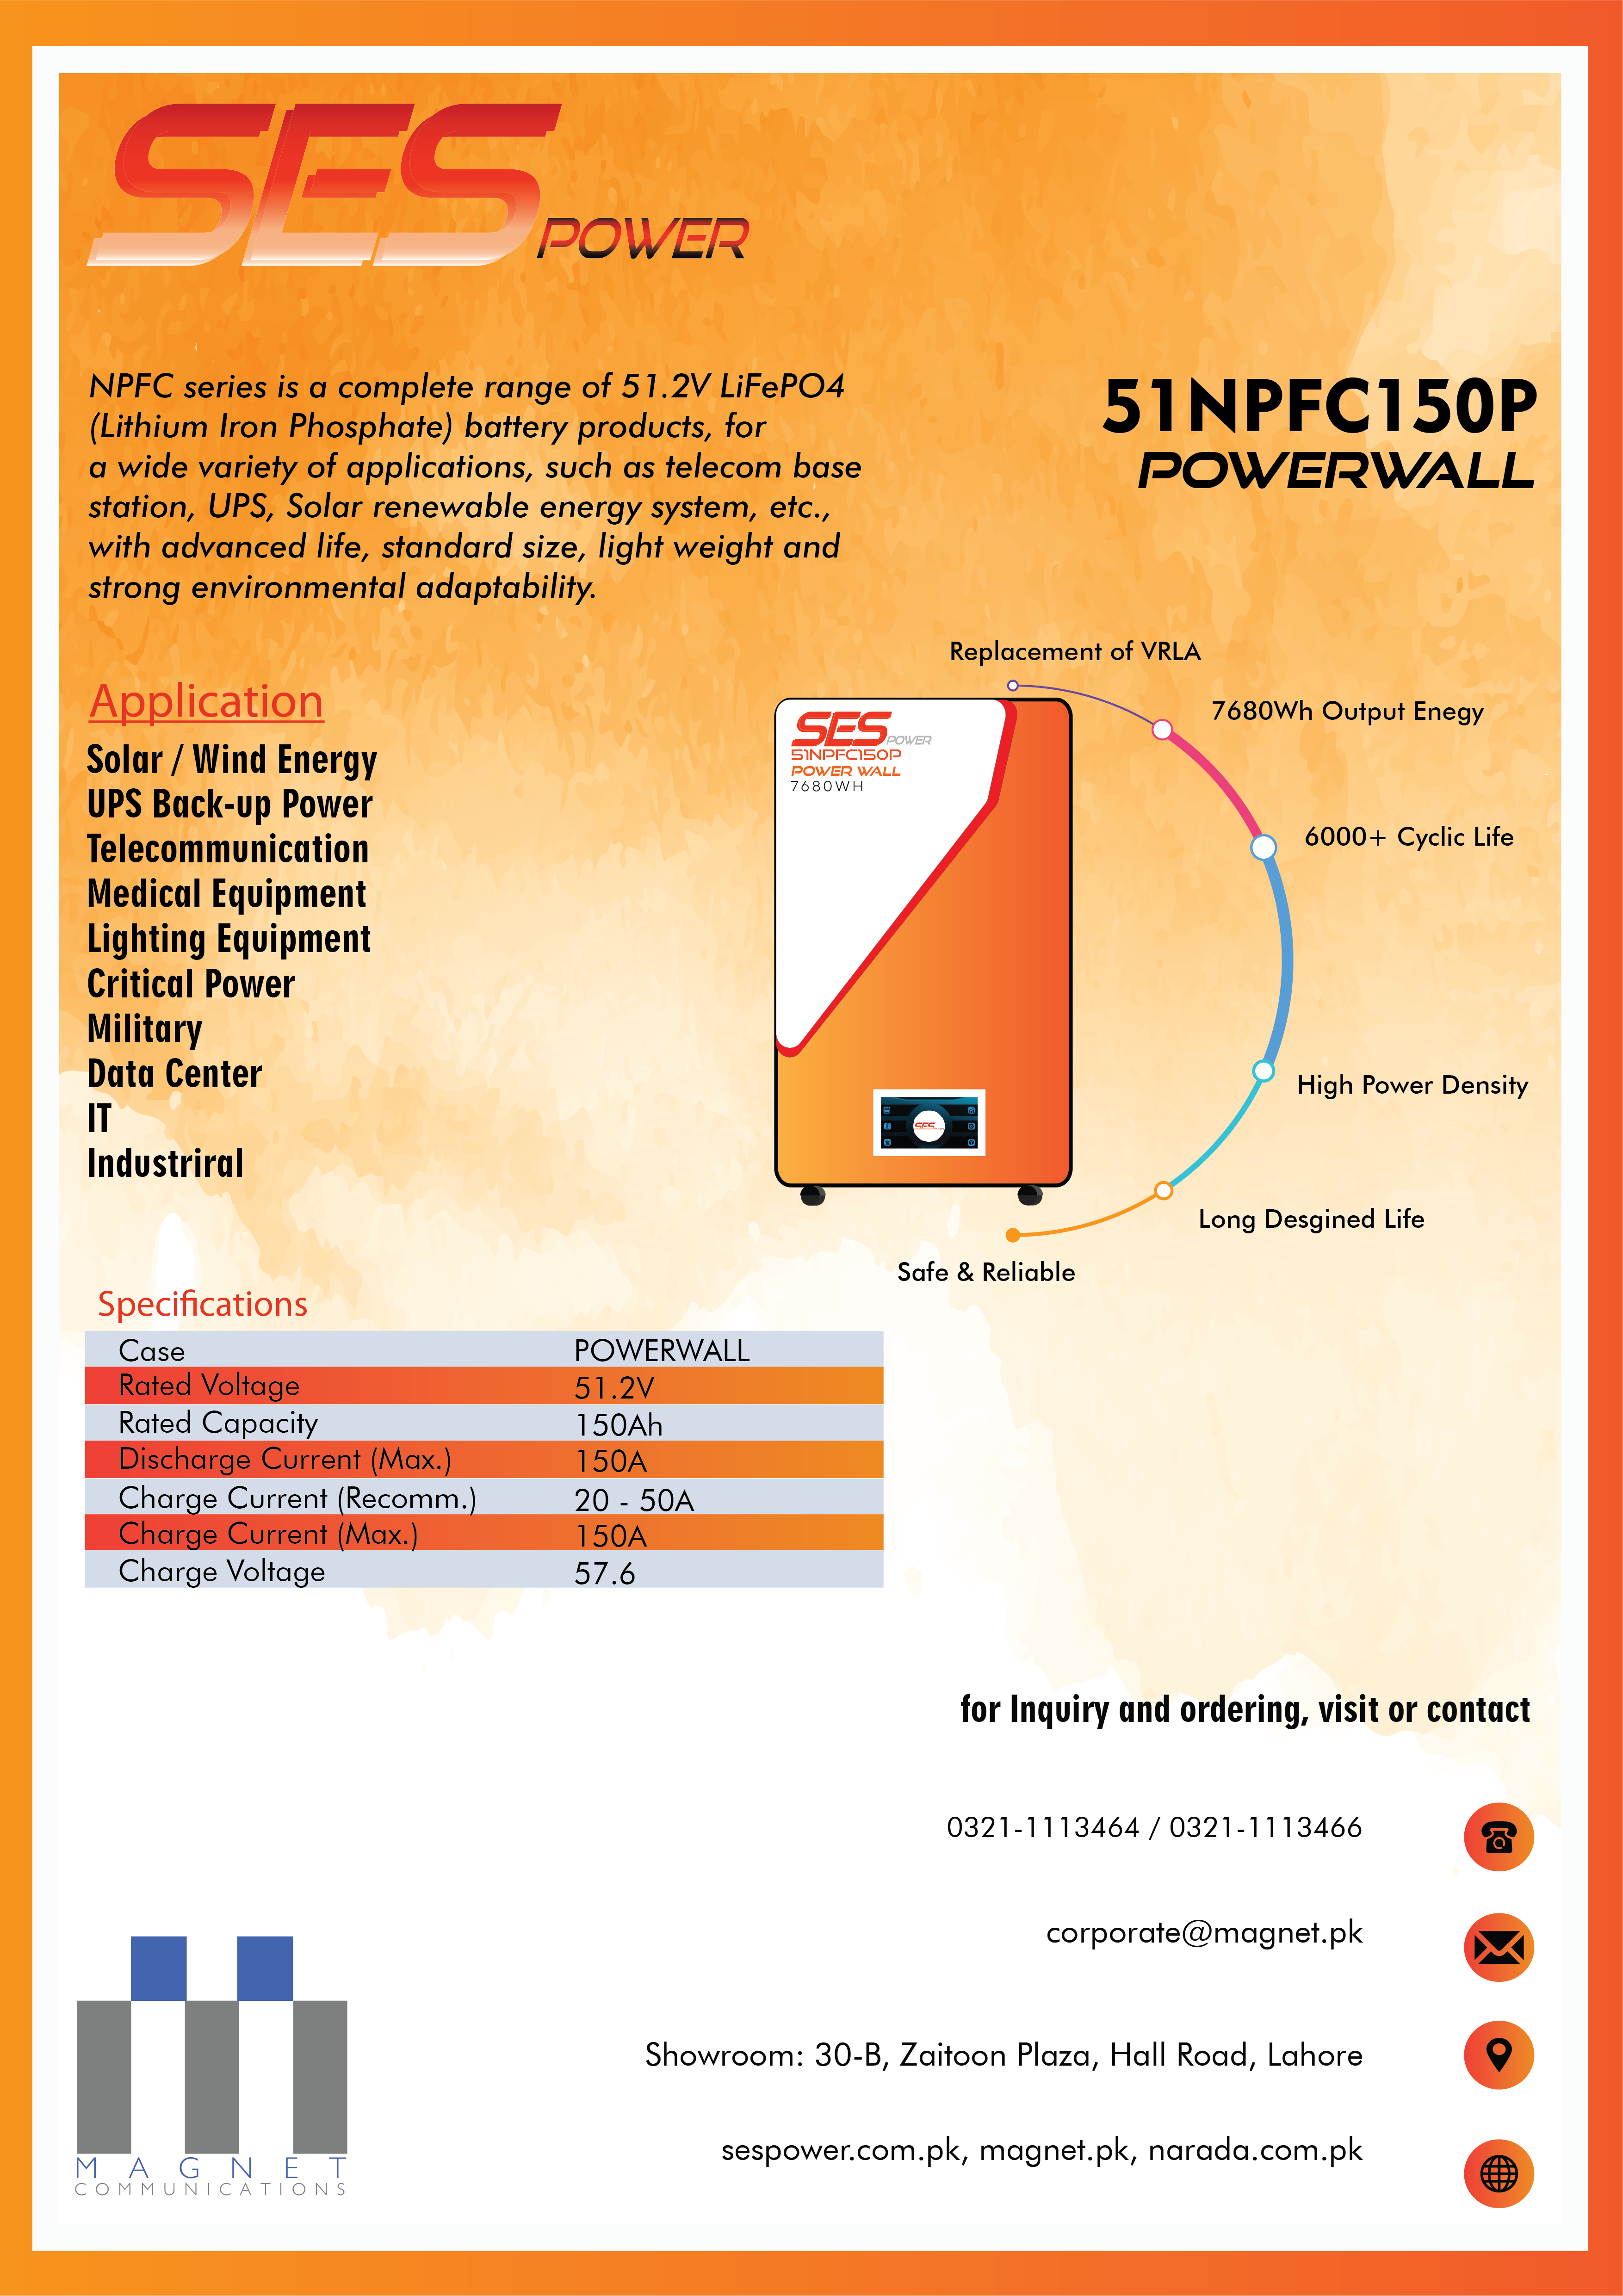 SES POWER
NPFC series is a complete range of 51.2V LiFePO4
(Lithium Iron Phosphate) battery products, for
a wide variety of applications, such as telecom base
station, UPS, Solar renewable energy system, etc.,
with advanced life, standard size, light weight and
strong environmental adaptability.
51NPFC150P
POWERWALL
Application
Solar / Wind Energy
UPS Back-up Power
Telecommunication
Medical Equipment
Lighting Equipment
Critical Power
Military
Data Center
IT
Industriral
SES POWER
51NPFC150P
POWER WALL
7680WH
SES
Replacement of VRLA
7680Wh Output Enegy
6000+ Cyclic Life
High Power Density
Long Desgined Life
Safe & Reliable
Specifications
Case POWERWALL
Rated Voltage 51.2V
Rated Capacity 150Ah
Discharge Current (Max.) 150A
Charge Current (Recomm.) 20 - 50A
Charge Current (Max.) 150A
Charge Voltage 57.6
for Inquiry and ordering, visit or contact
0321-1113464 / 0321-1113466
corporate@magnet.pk
Showroom: 30-B, Zaitoon Plaza, Hall Road, Lahore
sespower.com.pk, magnet.pk, narada.com.pk
MAGNET
COMMUNICATIONS